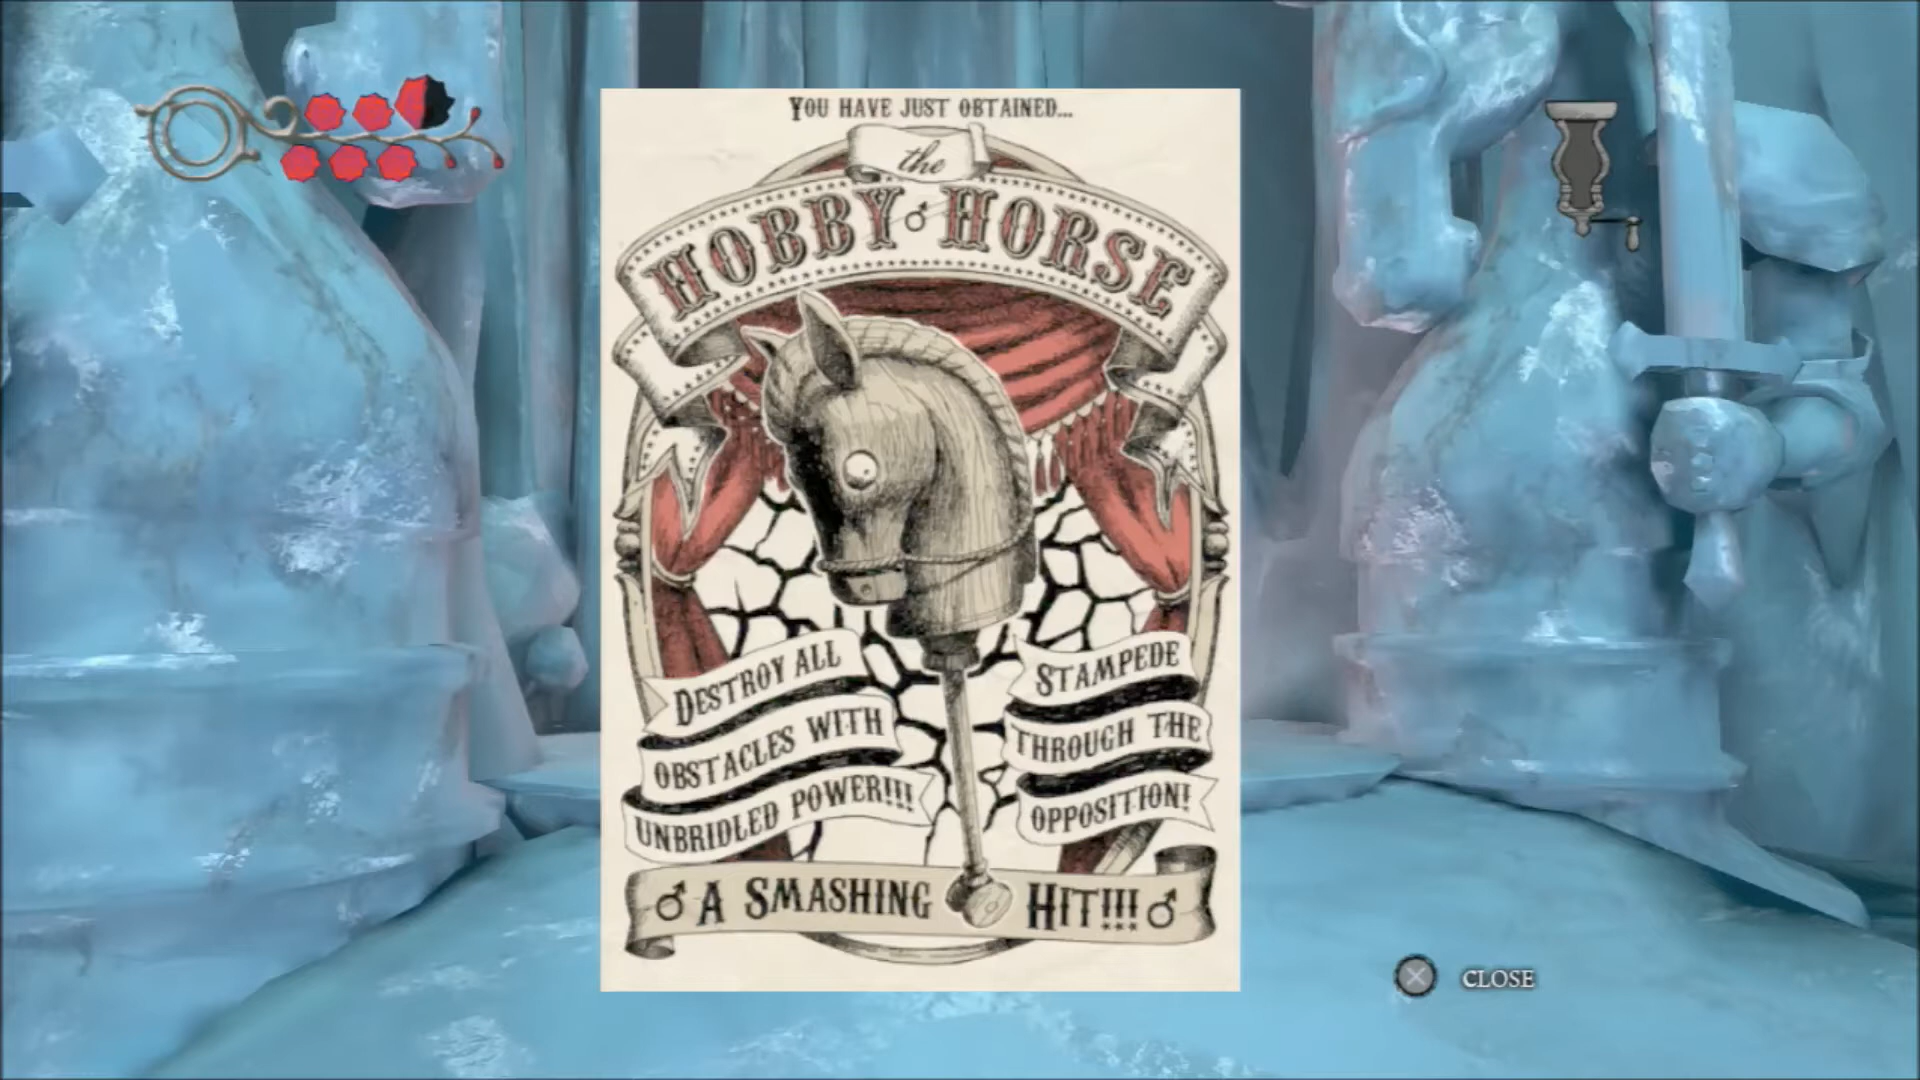 YOU HAVE JUST OBTAINED...
the
HOBBY♂HORSE
DESTROY ALL
OBSTACLES WITH
UNBRIDLED POWER!!!
STAMPEDE
THROUGH THE
OPPOSITION!
♂ A SMASHING HIT!!! ♂
CLOSE